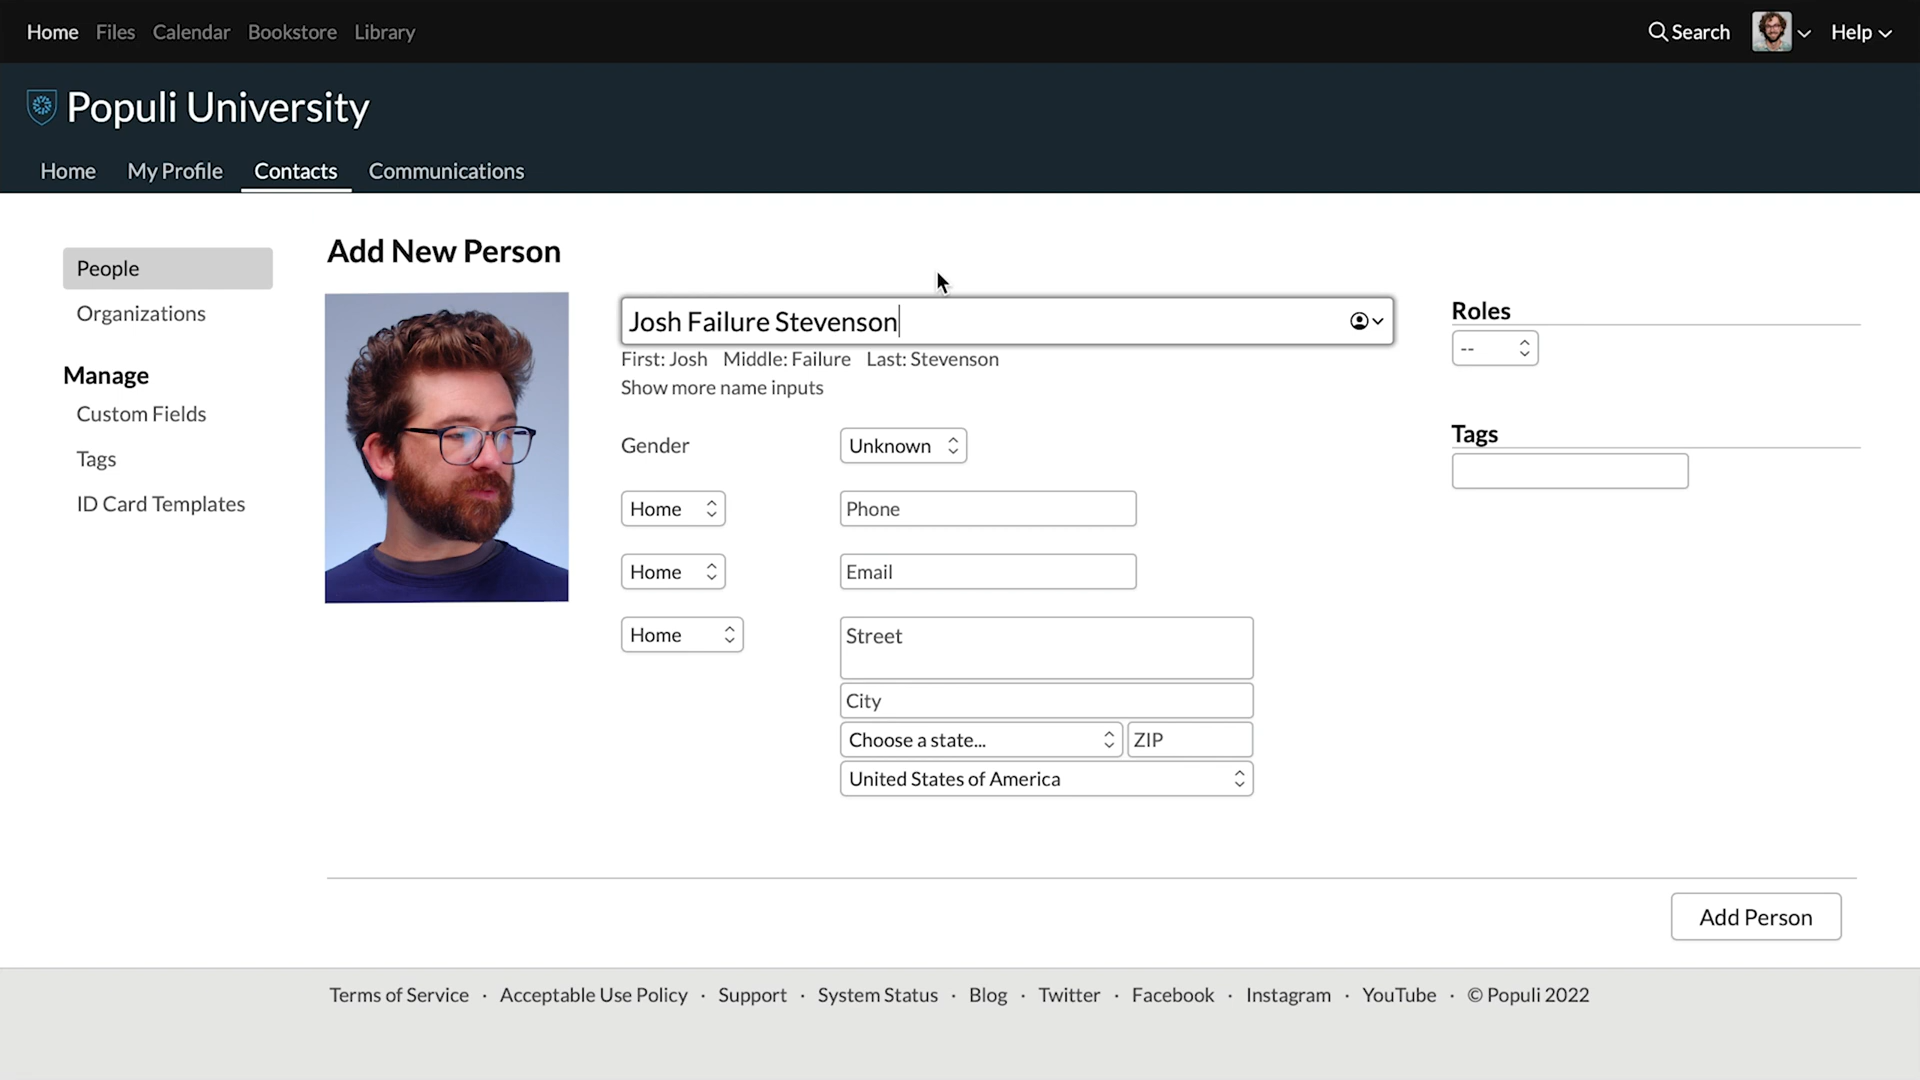 Home Files Calendar Bookstore Library Search Help
Populi University
Home My Profile Contacts Communications
People
Organizations
Manage
Custom Fields
Tags
ID Card Templates
Add New Person
Josh Failure Stevenson
First: Josh Middle: Failure Last: Stevenson
Show more name inputs
Gender Unknown
Home Phone
Home Email
Home Street
City
Choose a state... ZIP
United States of America
Roles
--
Tags
Add Person
Terms of Service · Acceptable Use Policy · Support · System Status · Blog · Twitter · Facebook · Instagram · YouTube · © Populi 2022